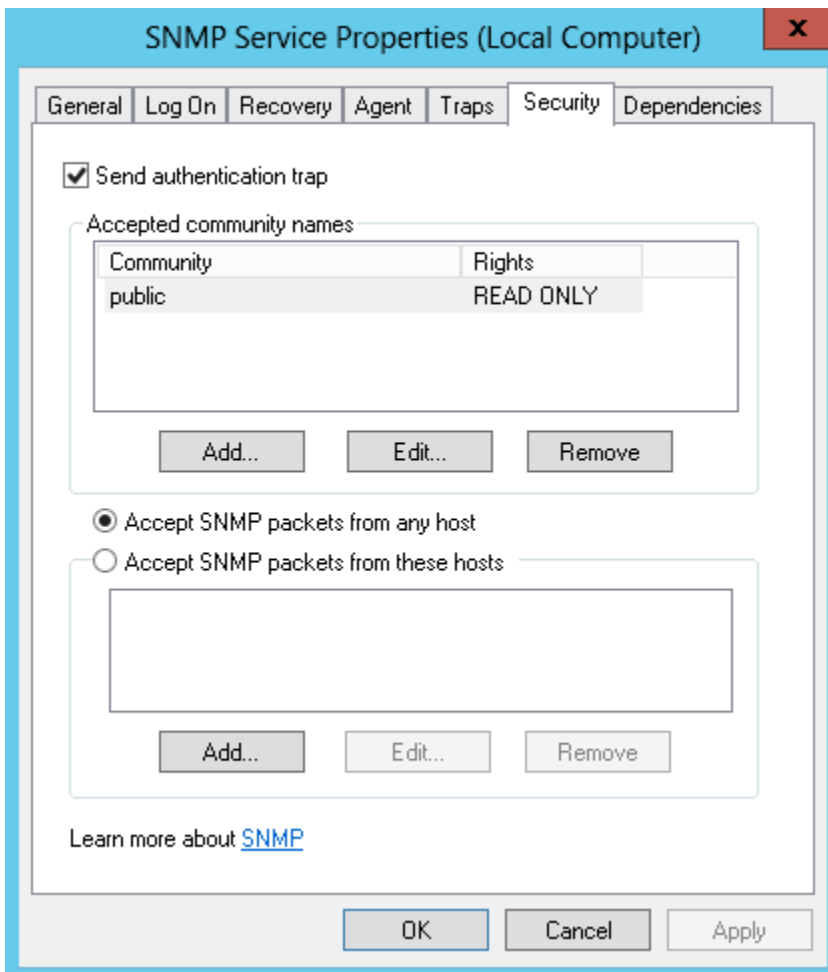 SNMP Service Properties (Local Computer) x
General Log On Recovery Agent Traps Security Dependencies
Send authentication trap
Accepted community names
Community Rights
public READ ONLY
Add... Edit... Remove
Accept SNMP packets from any host
Accept SNMP packets from these hosts
Add... Edit... Remove
Learn more about SNMP
OK Cancel Apply